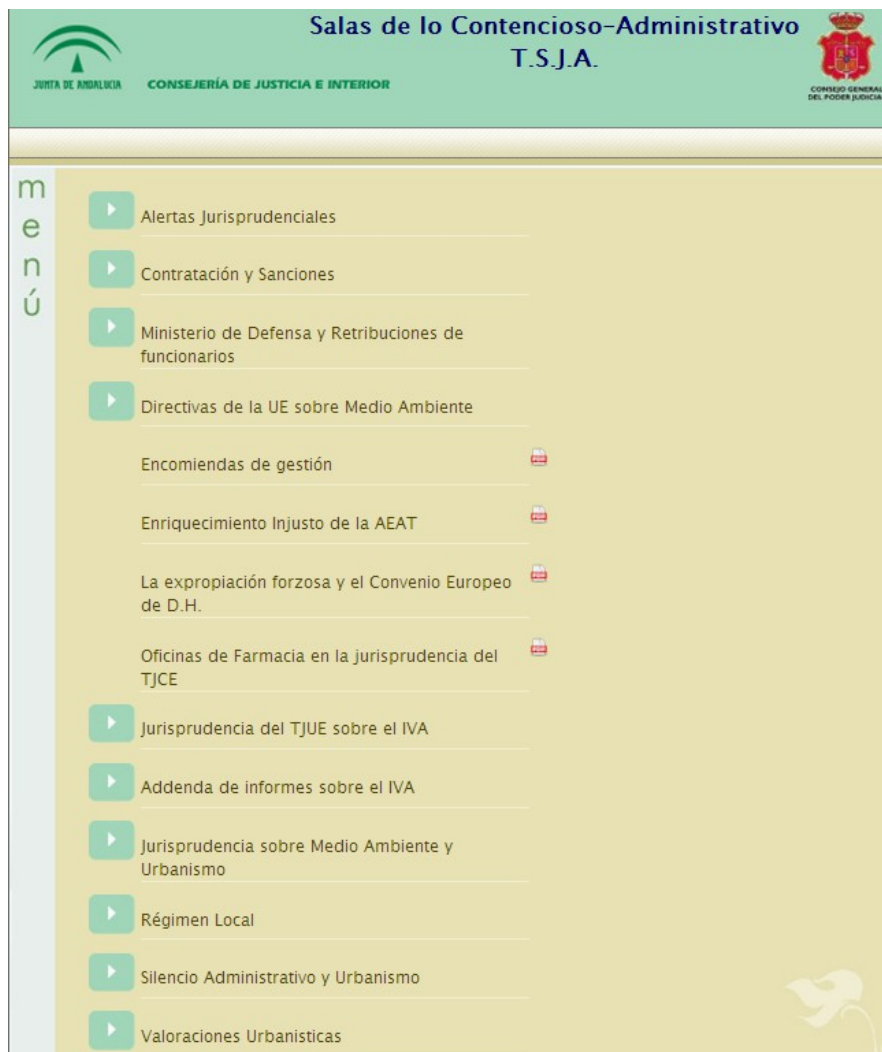 Salas de lo Contencioso-Administrativo
T.S.J.A.
JUNTA DE ANDALUCIA
CONSEJERÍA DE JUSTICIA E INTERIOR
CONSEJO GENERAL
DEL PODER JUDICIAL
menú
Alertas Jurisprudenciales
Contratación y Sanciones
Ministerio de Defensa y Retribuciones de
funcionarios
Directivas de la UE sobre Medio Ambiente
Encomiendas de gestión
Enriquecimiento Injusto de la AEAT
La expropiación forzosa y el Convenio Europeo
de D.H.
Oficinas de Farmacia en la jurisprudencia del
TJCE
Jurisprudencia del TJUE sobre el IVA
Addenda de informes sobre el IVA
Jurisprudencia sobre Medio Ambiente y
Urbanismo
Régimen Local
Silencio Administrativo y Urbanismo
Valoraciones Urbanisticas